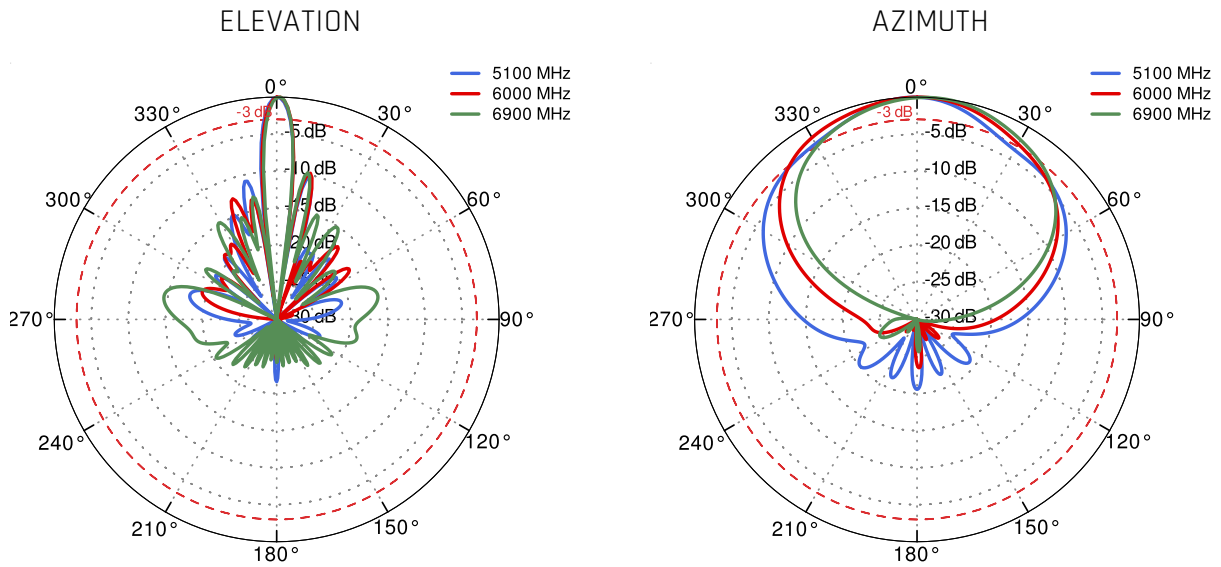 ELEVATION
5100 MHz
6000 MHz
6900 MHz
0°
330°
30°
-3 dB
-5 dB
-10 dB
300°
60°
-15 dB
-20 dB
-30 dB
270°
90°
240°
120°
210°
150°
180°
AZIMUTH
5100 MHz
6000 MHz
6900 MHz
0°
330°
30°
-3 dB
-5 dB
-10 dB
300°
60°
-15 dB
-20 dB
-25 dB
-30 dB
270°
90°
240°
120°
210°
150°
180°